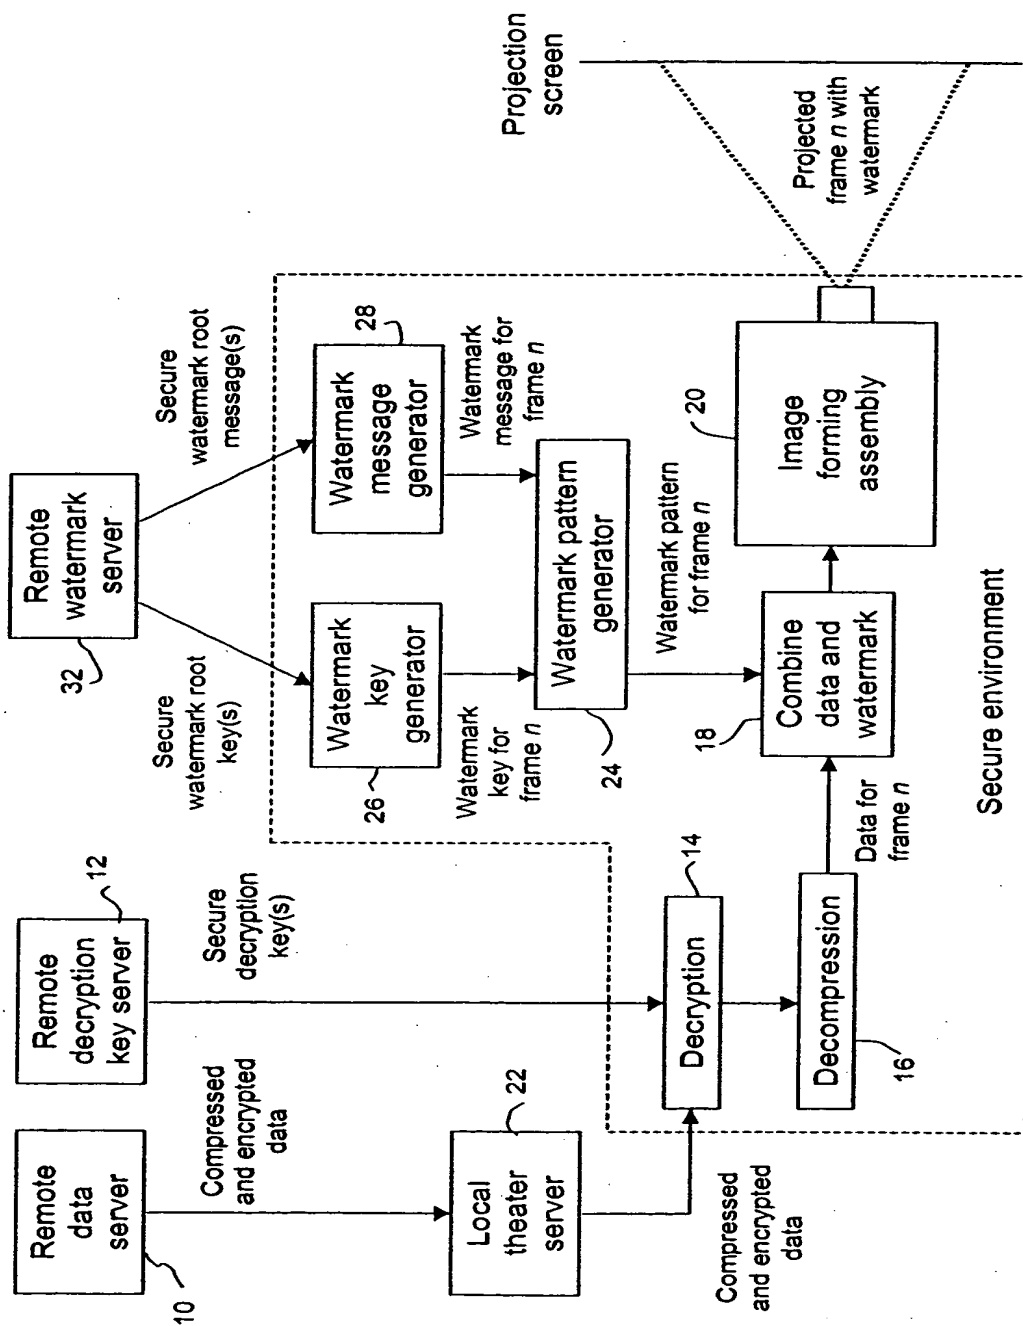 Remote
data
server
10
Compressed
and encrypted
data
Local
theater
server
22
Compressed
and encrypted
data
Remote
decryption
key server
12
Secure
decryption
key(s)
Decryption
14
Decompression
16
Data for
frame n
Remote
watermark
server
32
Secure
watermark root
key(s)
Secure
watermark root
message(s)
Watermark
key
generator
26
Watermark
message
generator
28
Watermark
key for
frame n
Watermark
message for
frame n
Watermark pattern
generator
24
Watermark pattern
for frame n
Combine
data and
watermark
18
Image
forming
assembly
20
Secure environment
Projection
screen
Projected
frame n with
watermark